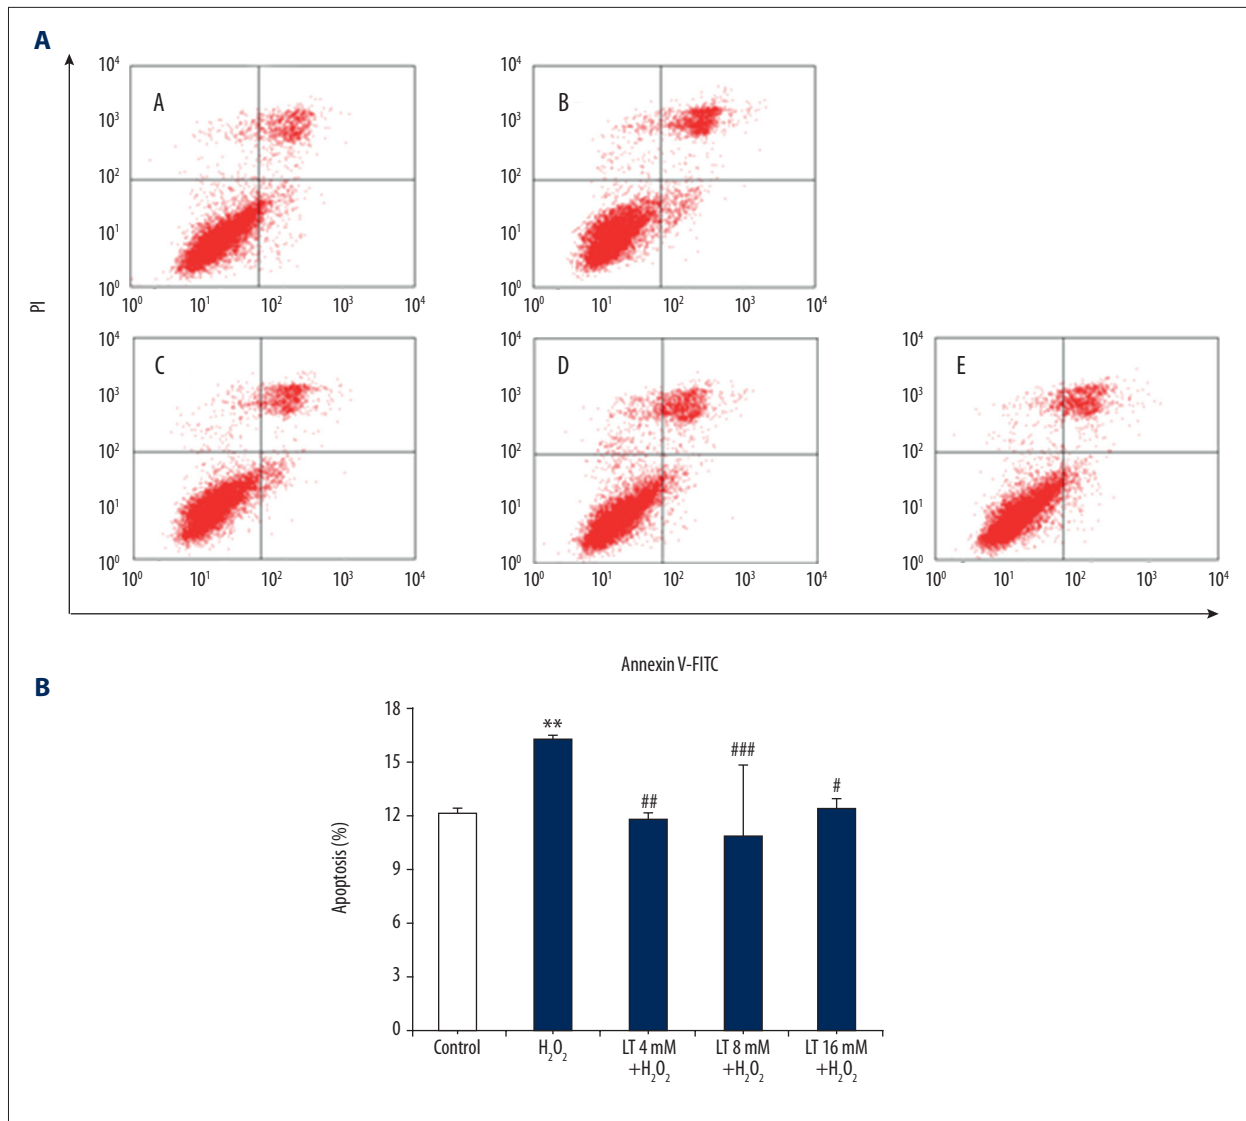 A
A
10⁴
10³
10²
10¹
10⁰
10⁰ 10¹ 10² 10³ 10⁴
B
10⁴
10³
10²
10¹
10⁰
10⁰ 10¹ 10² 10³ 10⁴
PI
C
10⁴
10³
10²
10¹
10⁰
10⁰ 10¹ 10² 10³ 10⁴
D
10⁴
10³
10²
10¹
10⁰
10⁰ 10¹ 10² 10³ 10⁴
E
10⁴
10³
10²
10¹
10⁰
10⁰ 10¹ 10² 10³ 10⁴
Annexin V-FITC
B
Apoptosis (%)
18
15
12
9
6
3
0
**
##
###
#
Control
H₂O₂
LT 4 mM
+H₂O₂
LT 8 mM
+H₂O₂
LT 16 mM
+H₂O₂